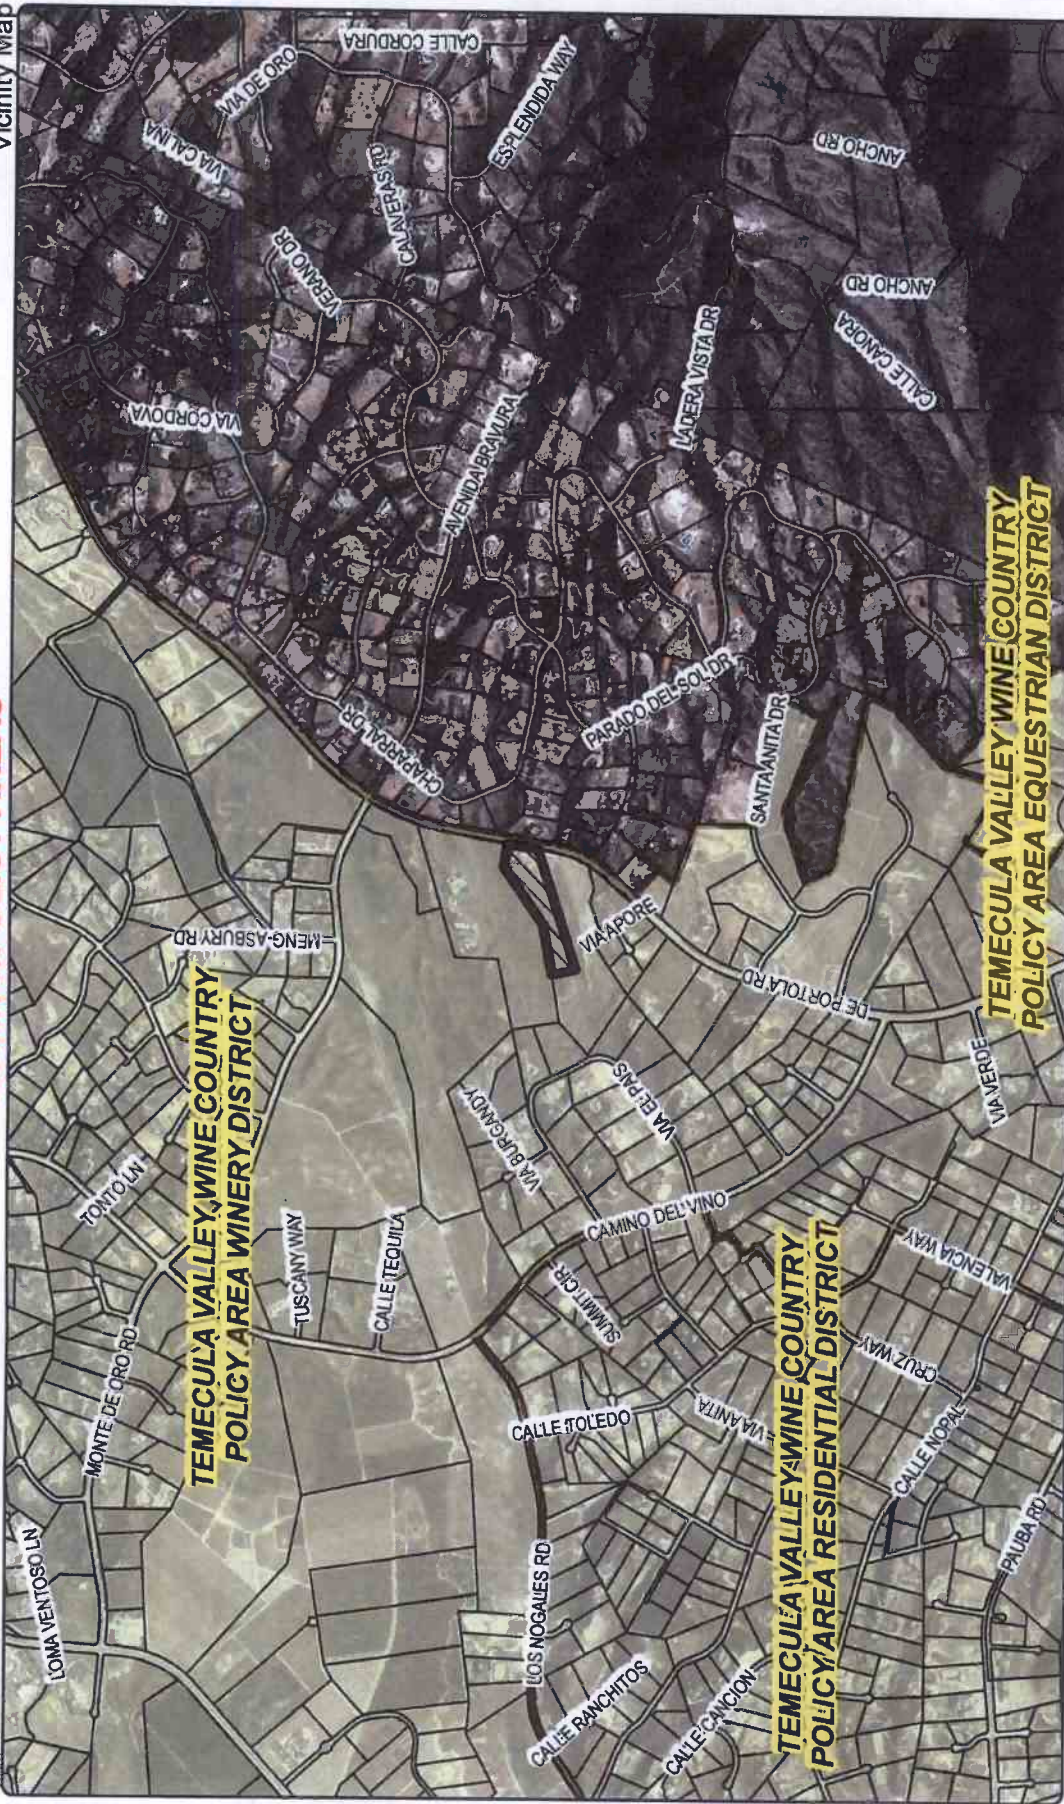 Vicinity Map
CALLE CORDURA
VIA DE ORO
ESPLENDIDA WAY
VIA CALINA
CALAVERAS RD
ANCHO RD
VERANO DR
ANCHO RD
CALLE CANORA
LADERA VISTA DR
VIA CORDOVA
AVENIDA BRAVURA
CHAPARRAL DR
PARADO DEL SOL DR
SANTA ANITA DR
TEMECULA VALLEY WINE COUNTRY
POLICY AREA EQUESTRIAN DISTRICT
MENG-ASBURY RD
VIA APORE
DE PORTOLA RD
TEMECULA VALLEY WINE COUNTRY
POLICY AREA WINERY DISTRICT
VIA EL PAIS
VIA VERDE
VIA BURGANDY
TONTO LN
CAMINO DEL VINO
TUSCANY WAY
CALLE TEQUILA
SUMMIT CIR
VALENCIA WAY
MONTE DE ORO RD
CRUZ WAY
CALLE TOLEDO
VIA ANITA
CALLE NOPAL
TEMECULA VALLEY WINE COUNTRY
POLICY AREA RESIDENTIAL DISTRICT
LOMA VENTOSO LN
LOS NOGALES RD
PAUBA RD
CALLE RANCHITOS
CALLE CANCION